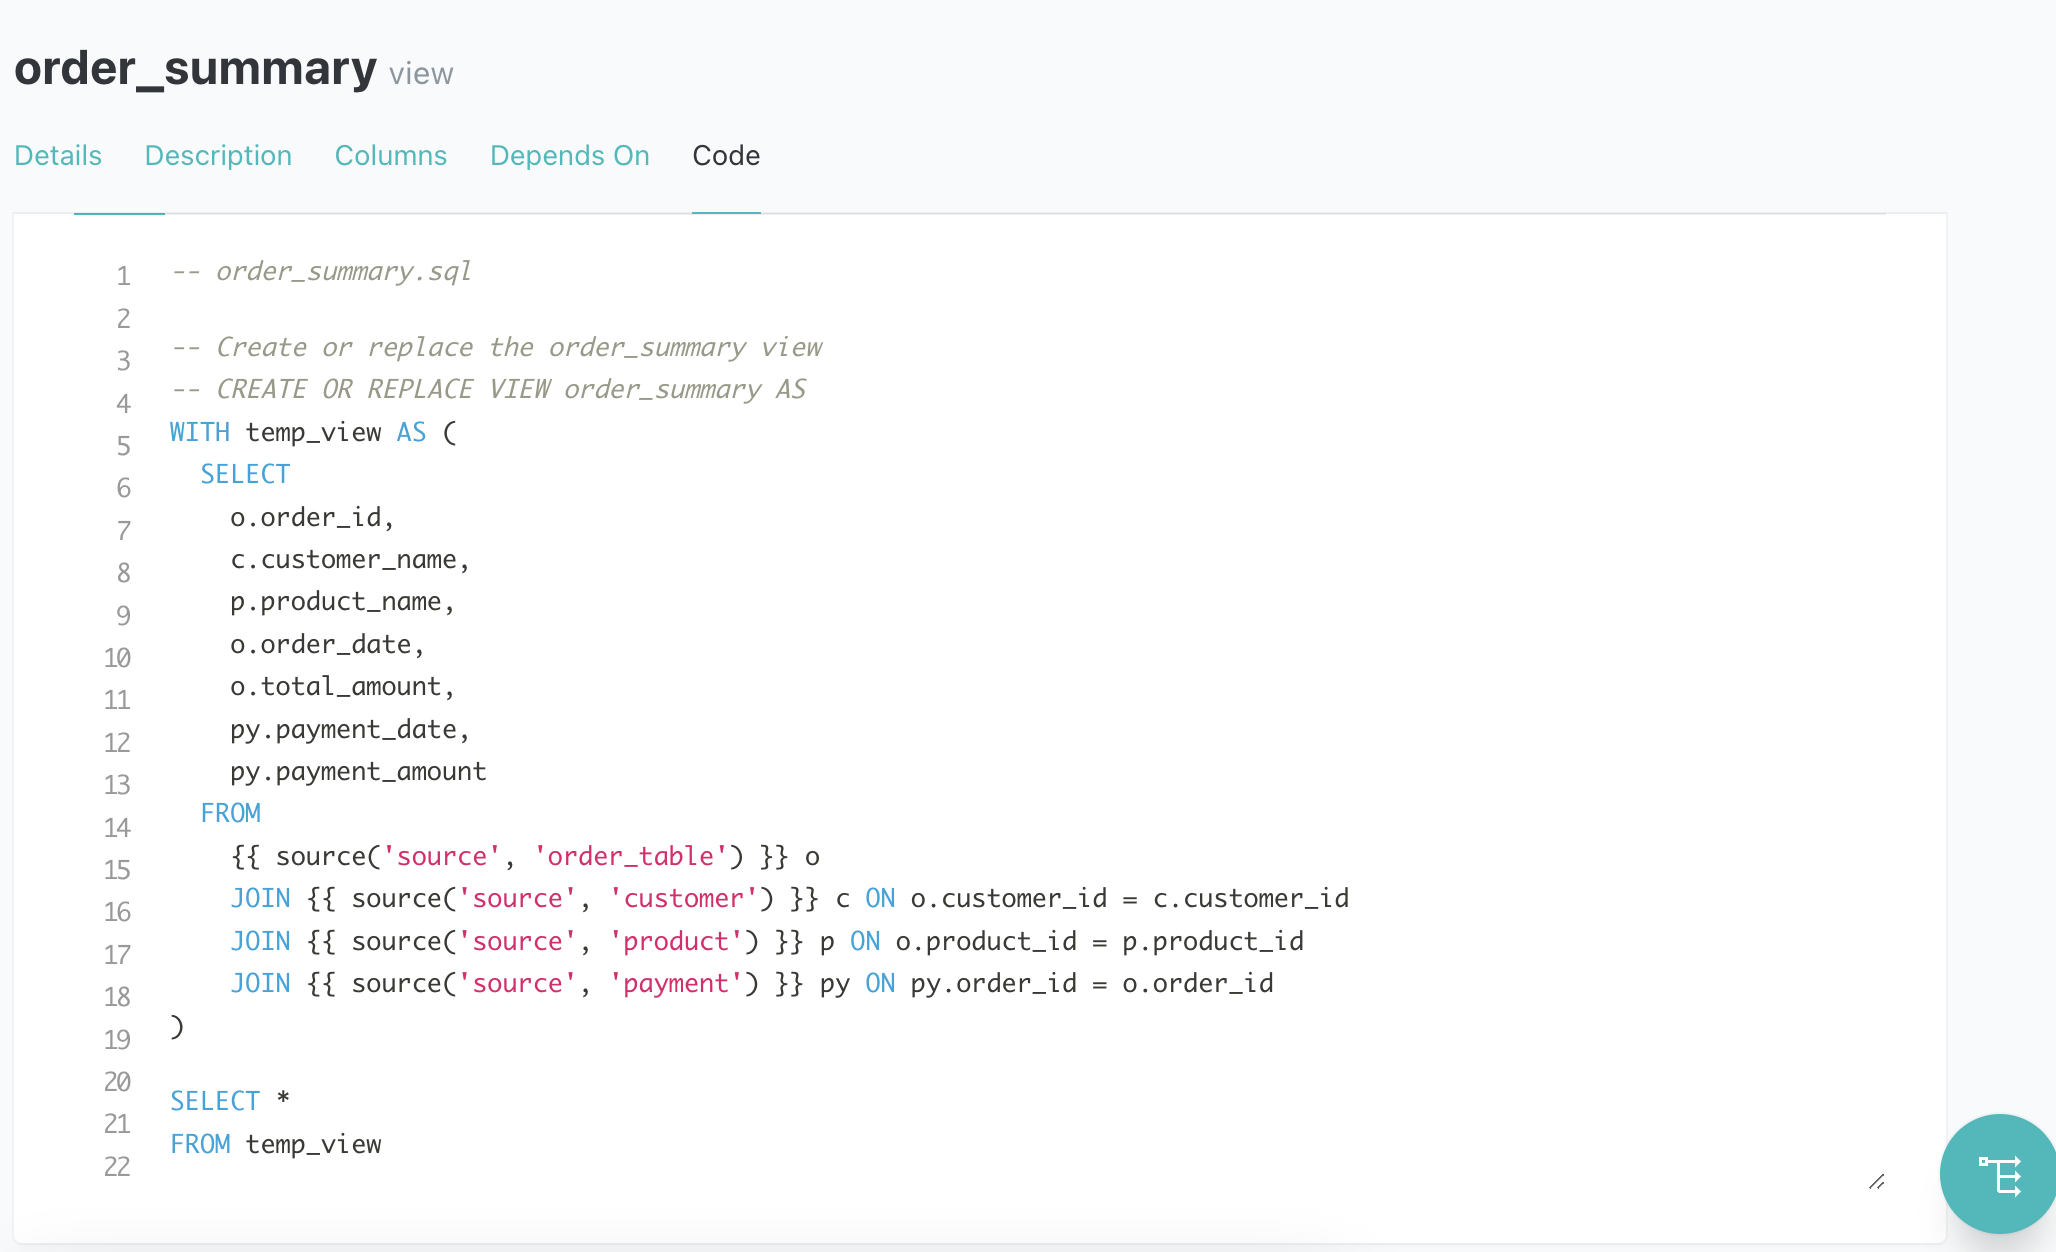 order_summary view
Details Description Columns Depends On Code
1 -- order_summary.sql
2
3 -- Create or replace the order_summary view
4 -- CREATE OR REPLACE VIEW order_summary AS
5 WITH temp_view AS (
6   SELECT
7     o.order_id,
8     c.customer_name,
9     p.product_name,
10     o.order_date,
11     o.total_amount,
12     py.payment_date,
13     py.payment_amount
14   FROM
15     {{ source('source', 'order_table') }} o
16     JOIN {{ source('source', 'customer') }} c ON o.customer_id = c.customer_id
17     JOIN {{ source('source', 'product') }} p ON o.product_id = p.product_id
18     JOIN {{ source('source', 'payment') }} py ON py.order_id = o.order_id
19 )
20
21 SELECT *
22 FROM temp_view